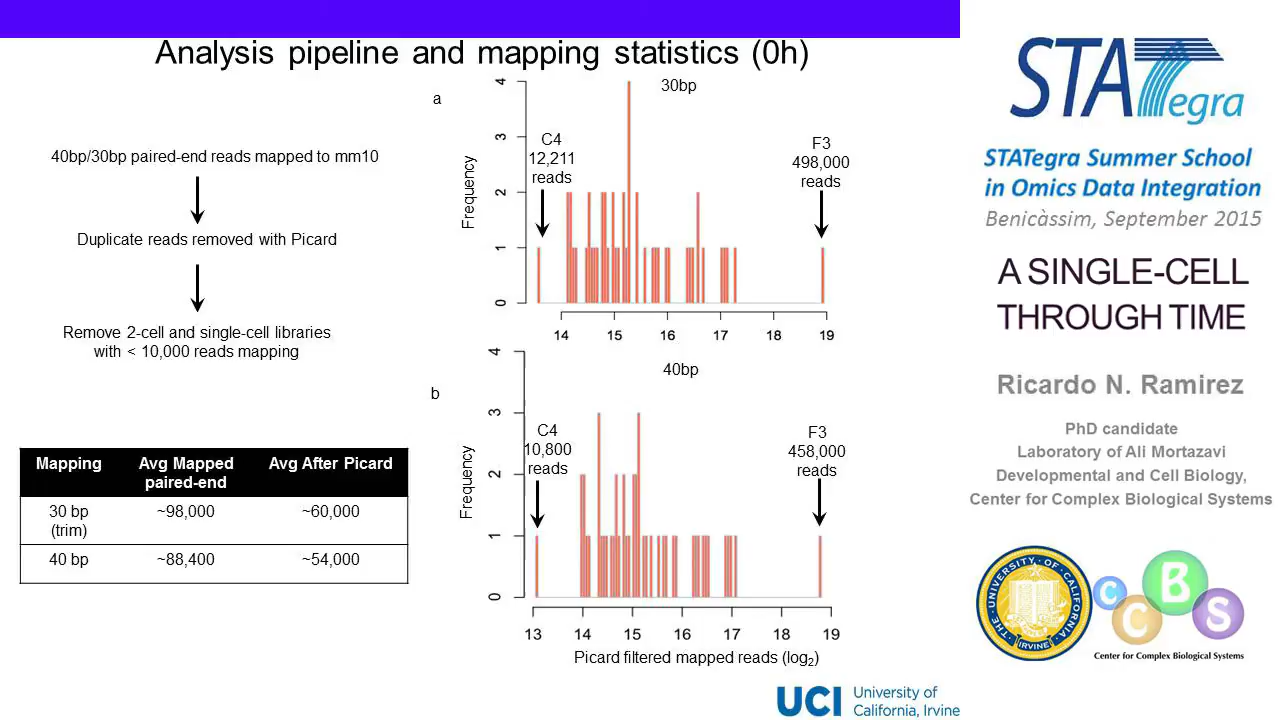 Analysis pipeline and mapping statistics (0h)
40bp/30bp paired-end reads mapped to mm10
Duplicate reads removed with Picard
Remove 2-cell and single-cell libraries
with < 10,000 reads mapping
Mapping Avg Mapped paired-end Avg After Picard
30 bp (trim) ~98,000 ~60,000
40 bp ~88,400 ~54,000
a
30bp
Frequency
4
3
2
1
0
C4
12,211
reads
F3
498,000
reads
14 15 16 17 18 19
b
40bp
Frequency
4
3
2
1
0
C4
10,800
reads
F3
458,000
reads
13 14 15 16 17 18 19
Picard filtered mapped reads (log2)
UCI University of
California, Irvine
STATegra
STATegra Summer School
in Omics Data Integration
Benicàssim, September 2015
A SINGLE-CELL
THROUGH TIME
Ricardo N. Ramirez
PhD candidate
Laboratory of Ali Mortazavi
Developmental and Cell Biology,
Center for Complex Biological Systems
THE UNIVERSITY OF CALIFORNIA
IRVINE
C C B S
Center for Complex Biological Systems